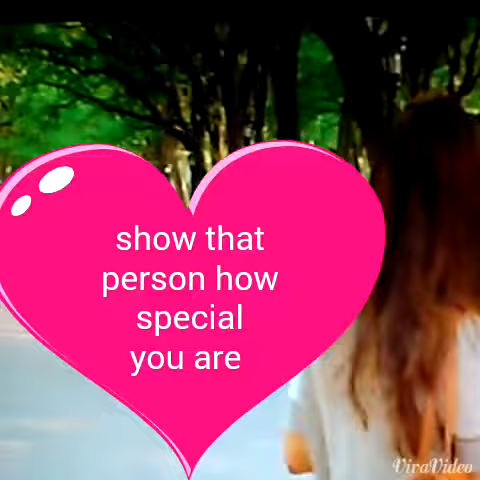 show that
person how
special
you are
VivaVideo